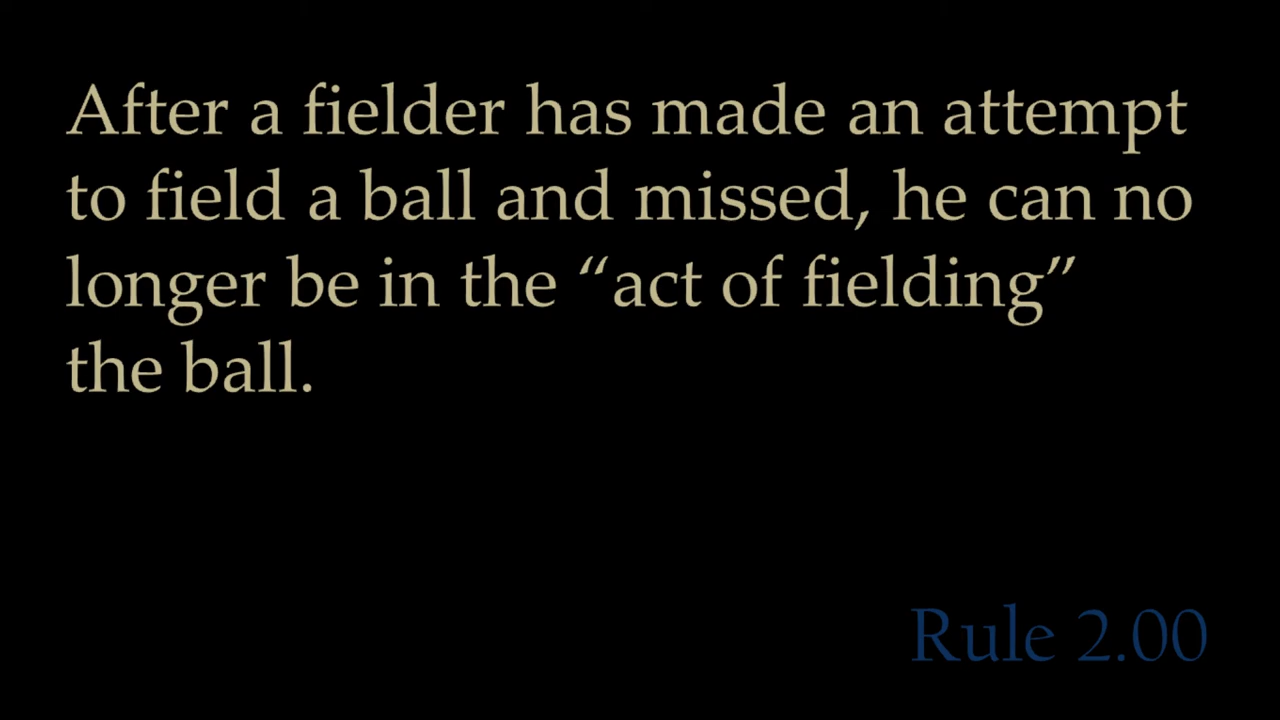 After a fielder has made an attempt
to field a ball and missed, he can no
longer be in the “act of fielding”
the ball.
Rule 2.00